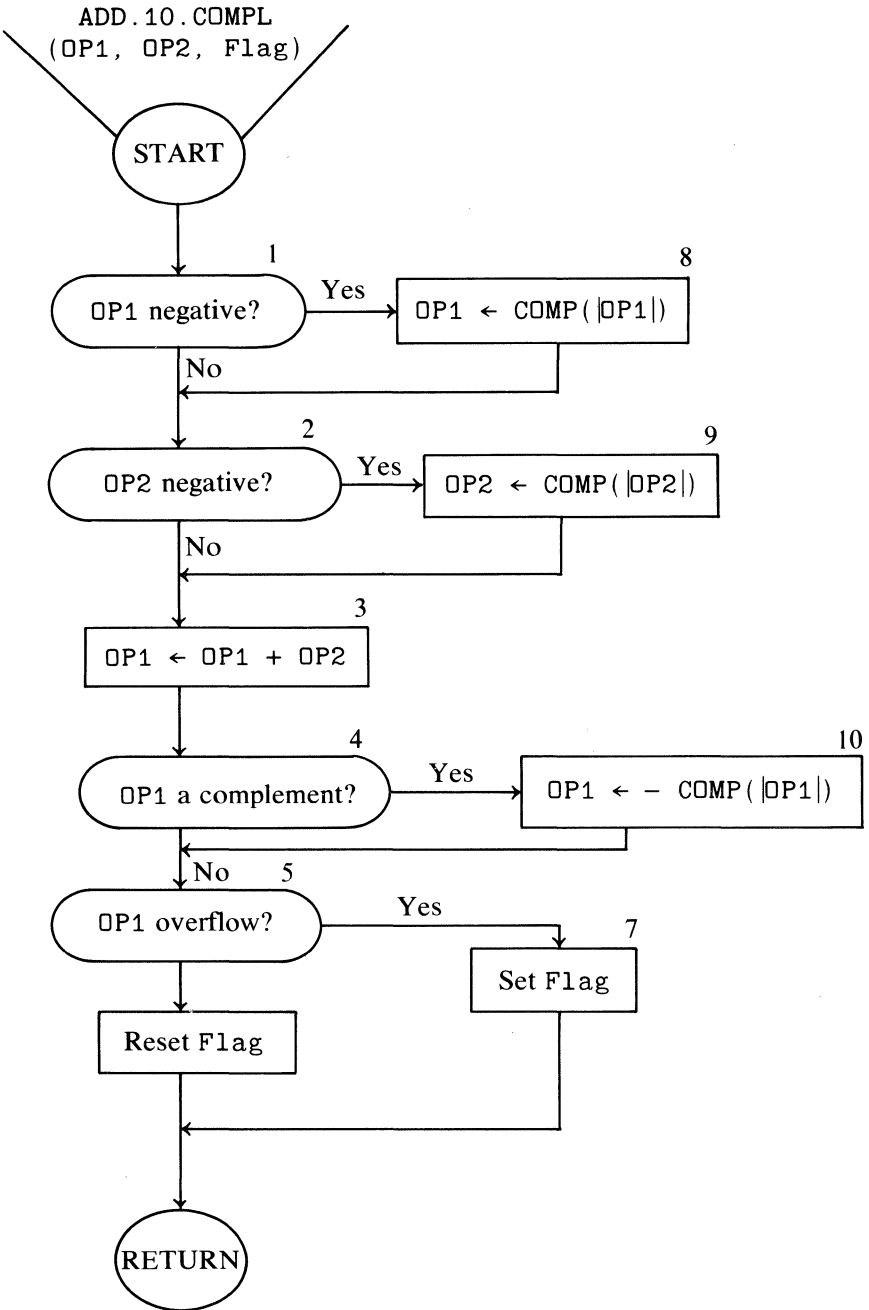 ADD.10.COMPL
(OP1, OP2, Flag)
START
1
OP1 negative?
Yes
8
OP1 ← COMP(|OP1|)
No
2
OP2 negative?
Yes
9
OP2 ← COMP(|OP2|)
No
3
OP1 ← OP1 + OP2
4
OP1 a complement?
Yes
10
OP1 ← − COMP(|OP1|)
No
5
OP1 overflow?
Yes
7
Set Flag
Reset Flag
RETURN